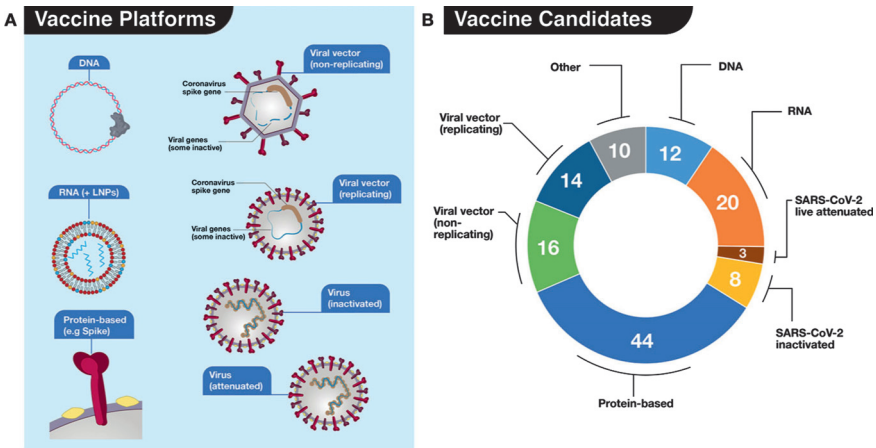 A
Vaccine Platforms
DNA
Viral vector
(non-replicating)
Coronavirus
spike gene
Viral genes
(some inactive)
RNA (+ LNPs)
Coronavirus
spike gene
Viral vector
(replicating)
Viral genes
(some inactive)
Virus
(inactivated)
Protein-based
(e.g Spike)
Virus
(attenuated)
B
Vaccine Candidates
Other
DNA
Viral vector
(replicating)
RNA
Viral vector
(non-
replicating)
SARS-CoV-2
live attenuated
SARS-CoV-2
inactivated
Protein-based
10
12
14
20
16
3
8
44